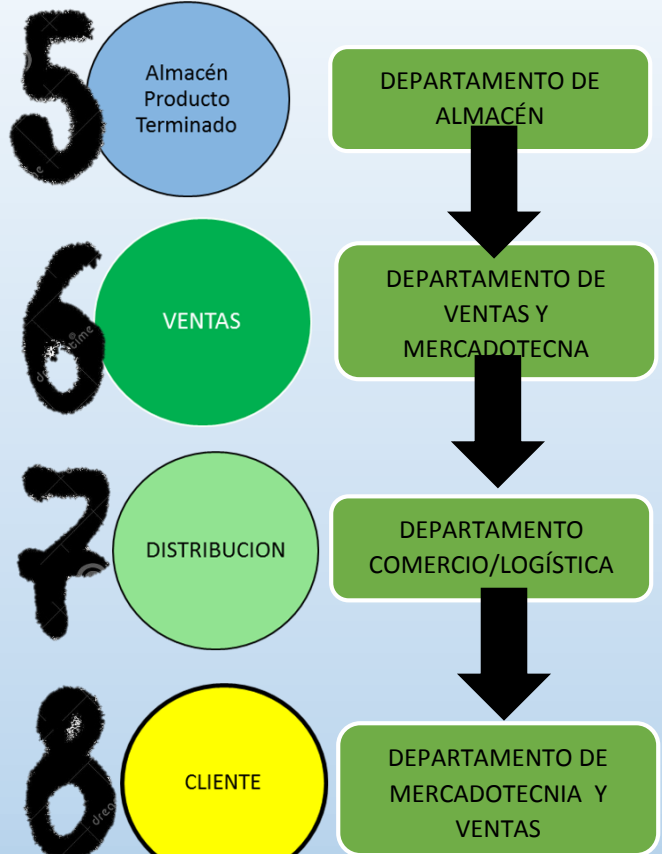 5
Almacén
Producto
Terminado
DEPARTAMENTO DE
ALMACÉN
6
VENTAS
DEPARTAMENTO DE
VENTAS Y
MERCADOTECNA
7
DISTRIBUCION
DEPARTAMENTO
COMERCIO/LOGÍSTICA
8
CLIENTE
DEPARTAMENTO DE
MERCADOTECNIA Y
VENTAS